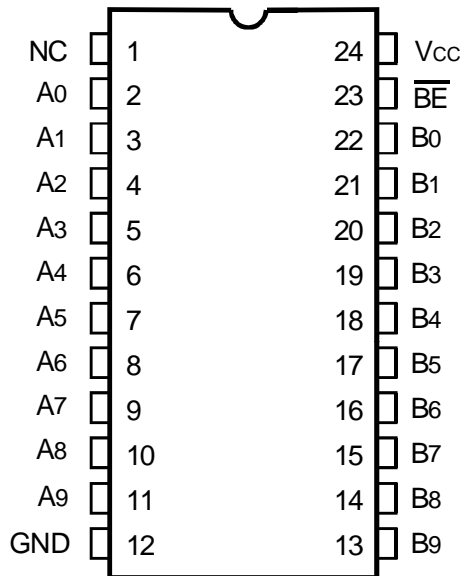 NC 1 24 Vcc
A0 2 23 B̅E̅
A1 3 22 B0
A2 4 21 B1
A3 5 20 B2
A4 6 19 B3
A5 7 18 B4
A6 8 17 B5
A7 9 16 B6
A8 10 15 B7
A9 11 14 B8
GND 12 13 B9